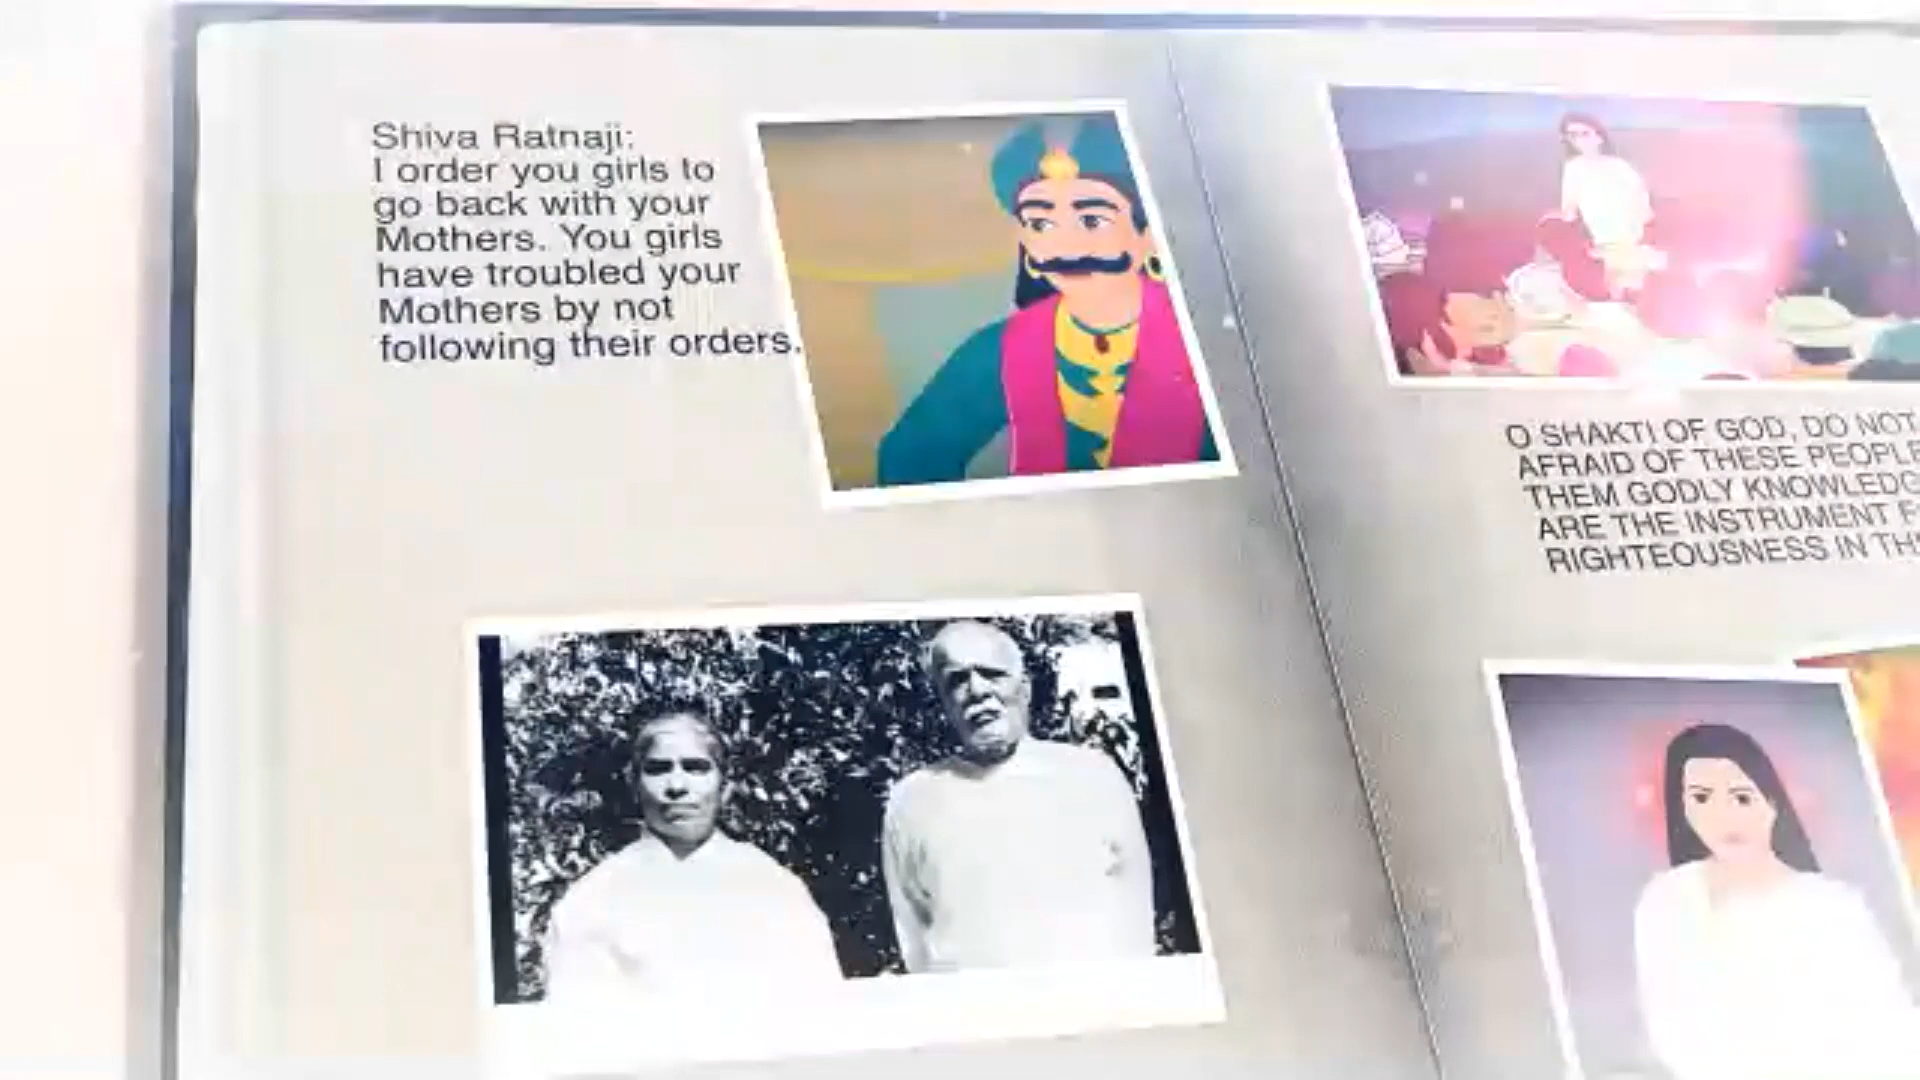 Shiva Ratnaji:
I order you girls to
go back with your
Mothers. You girls
have troubled your
Mothers by not
following their orders.
O SHAKTI OF GOD, DO NOT
AFRAID OF THESE PEOPLE
THEM GODLY
ARE THE INSTRUMENT
RIGHTEOUSNESS IN